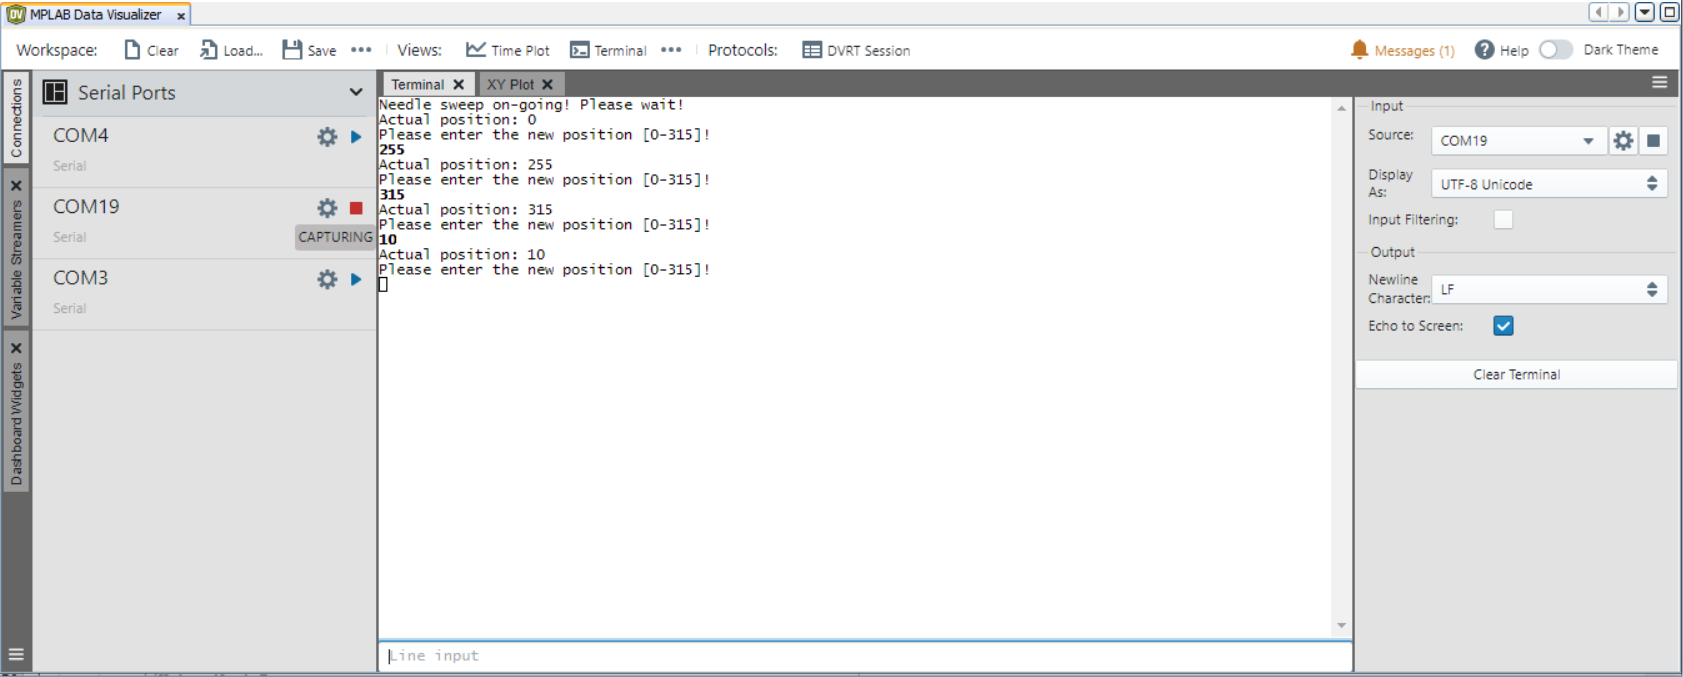 MPLAB Data Visualizer x
Workspace: Clear Load... Save ••• Views: Time Plot Terminal ••• Protocols: DVRT Session Messages (1) Help Dark Theme
Connections
Variable Streamers
Dashboard Widgets
Serial Ports
COM4
Serial
COM19
Serial
CAPTURING
COM3
Serial
Terminal XY Plot
Needle sweep on-going! Please wait!
Actual position: 0
Please enter the new position [0-315]!
255
Actual position: 255
Please enter the new position [0-315]!
315
Actual position: 315
Please enter the new position [0-315]!
10
Actual position: 10
Please enter the new position [0-315]!
Line input
Input
Source: COM19
Display As: UTF-8 Unicode
Input Filtering:
Output
Newline Character: LF
Echo to Screen:
Clear Terminal